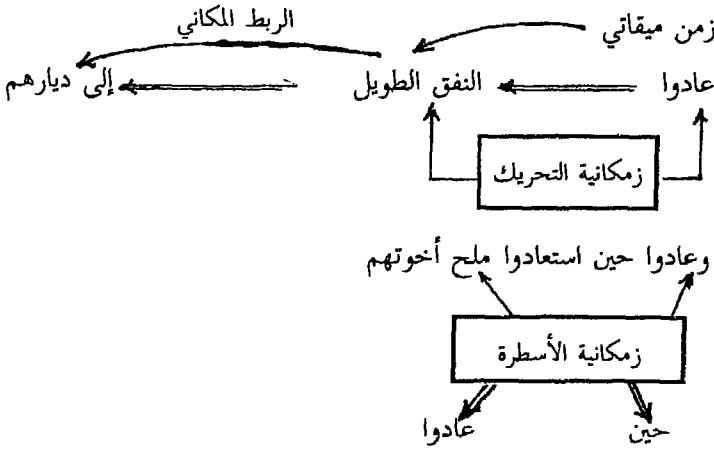 الربط المكاني
زمن ميقاتي
عادوا النفق الطويل إلى ديارهم
زمكانية التحريك
وعادوا حين استعادوا ملح أخوتهم
زمكانية الأسطرة
حين عادوا